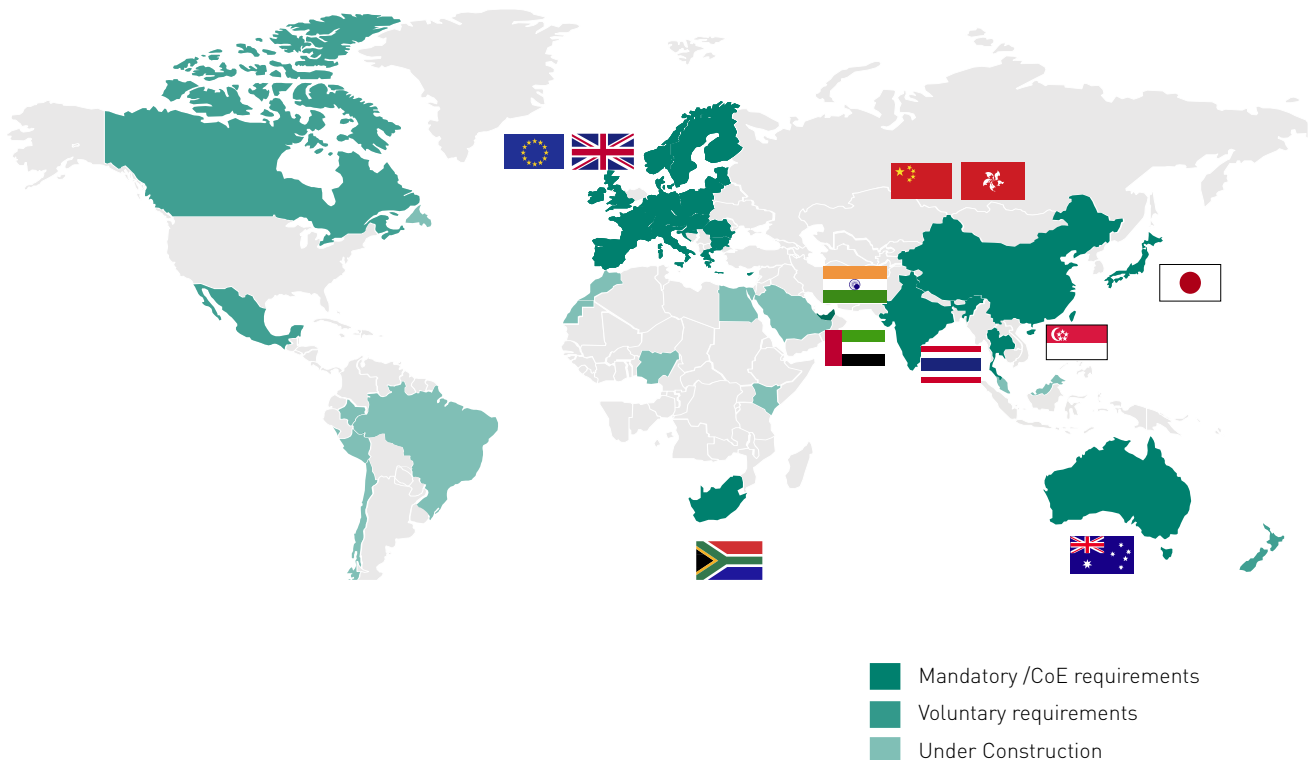 Mandatory /CoE requirements
Voluntary requirements
Under Construction